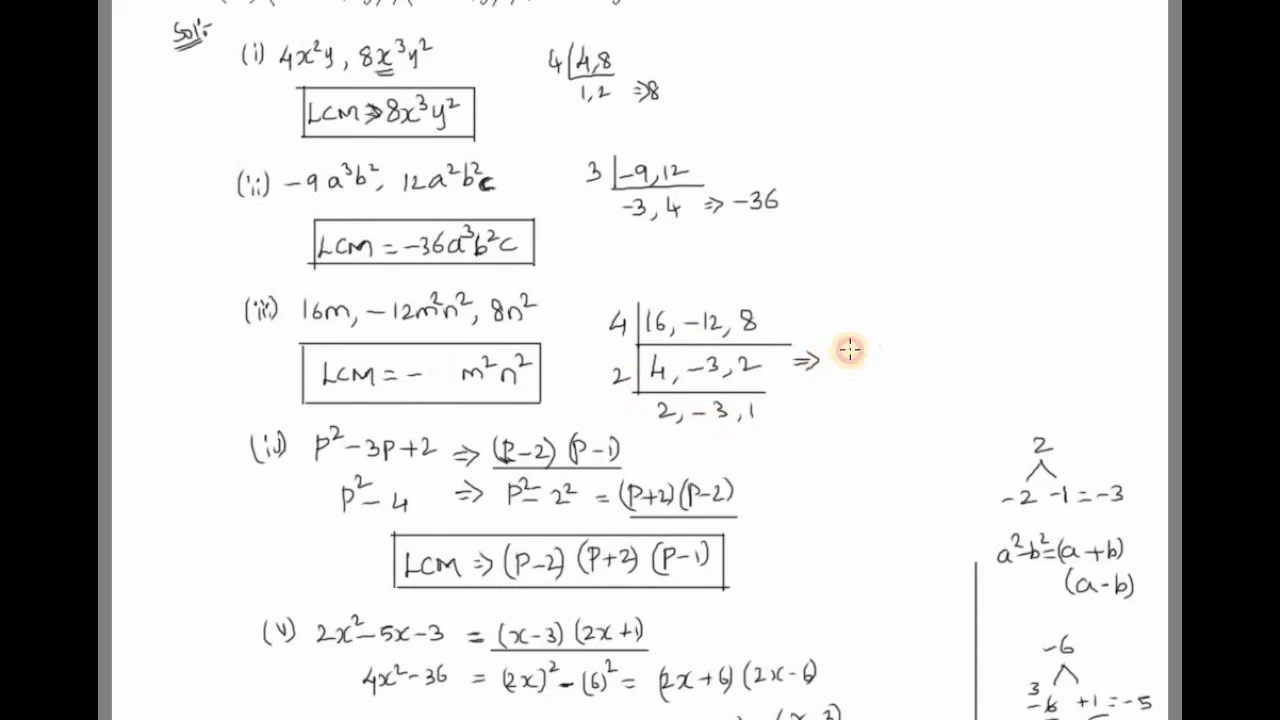 Sol:-
(i) 4x²y, 8x³y²
4 | 4, 8
1, 2 ⇒ 8
LCM ⇒ 8x³y²
(ii) -9a³b², 12a²b²c
3 | -9, 12
-3, 4 ⇒ -36
LCM = -36a³b²c
(iii) 16m, -12m²n², 8n²
4 | 16, -12, 8
2 | 4, -3, 2 ⇒
2, -3, 1
LCM = - m²n²
(iv) p² - 3p + 2 ⇒ (p-2) (p-1)
p² - 4 ⇒ p² - 2² = (p+2) (p-2)
LCM ⇒ (p-2) (p+2) (p-1)
2
-2 -1 = -3
a² - b² = (a+b)
(a-b)
(v) 2x² - 5x - 3 = (x-3) (2x+1)
4x² - 36 = (2x)² - (6)² = (2x+6) (2x-6)
(x-3)
-6
3
-6 +1 = -5